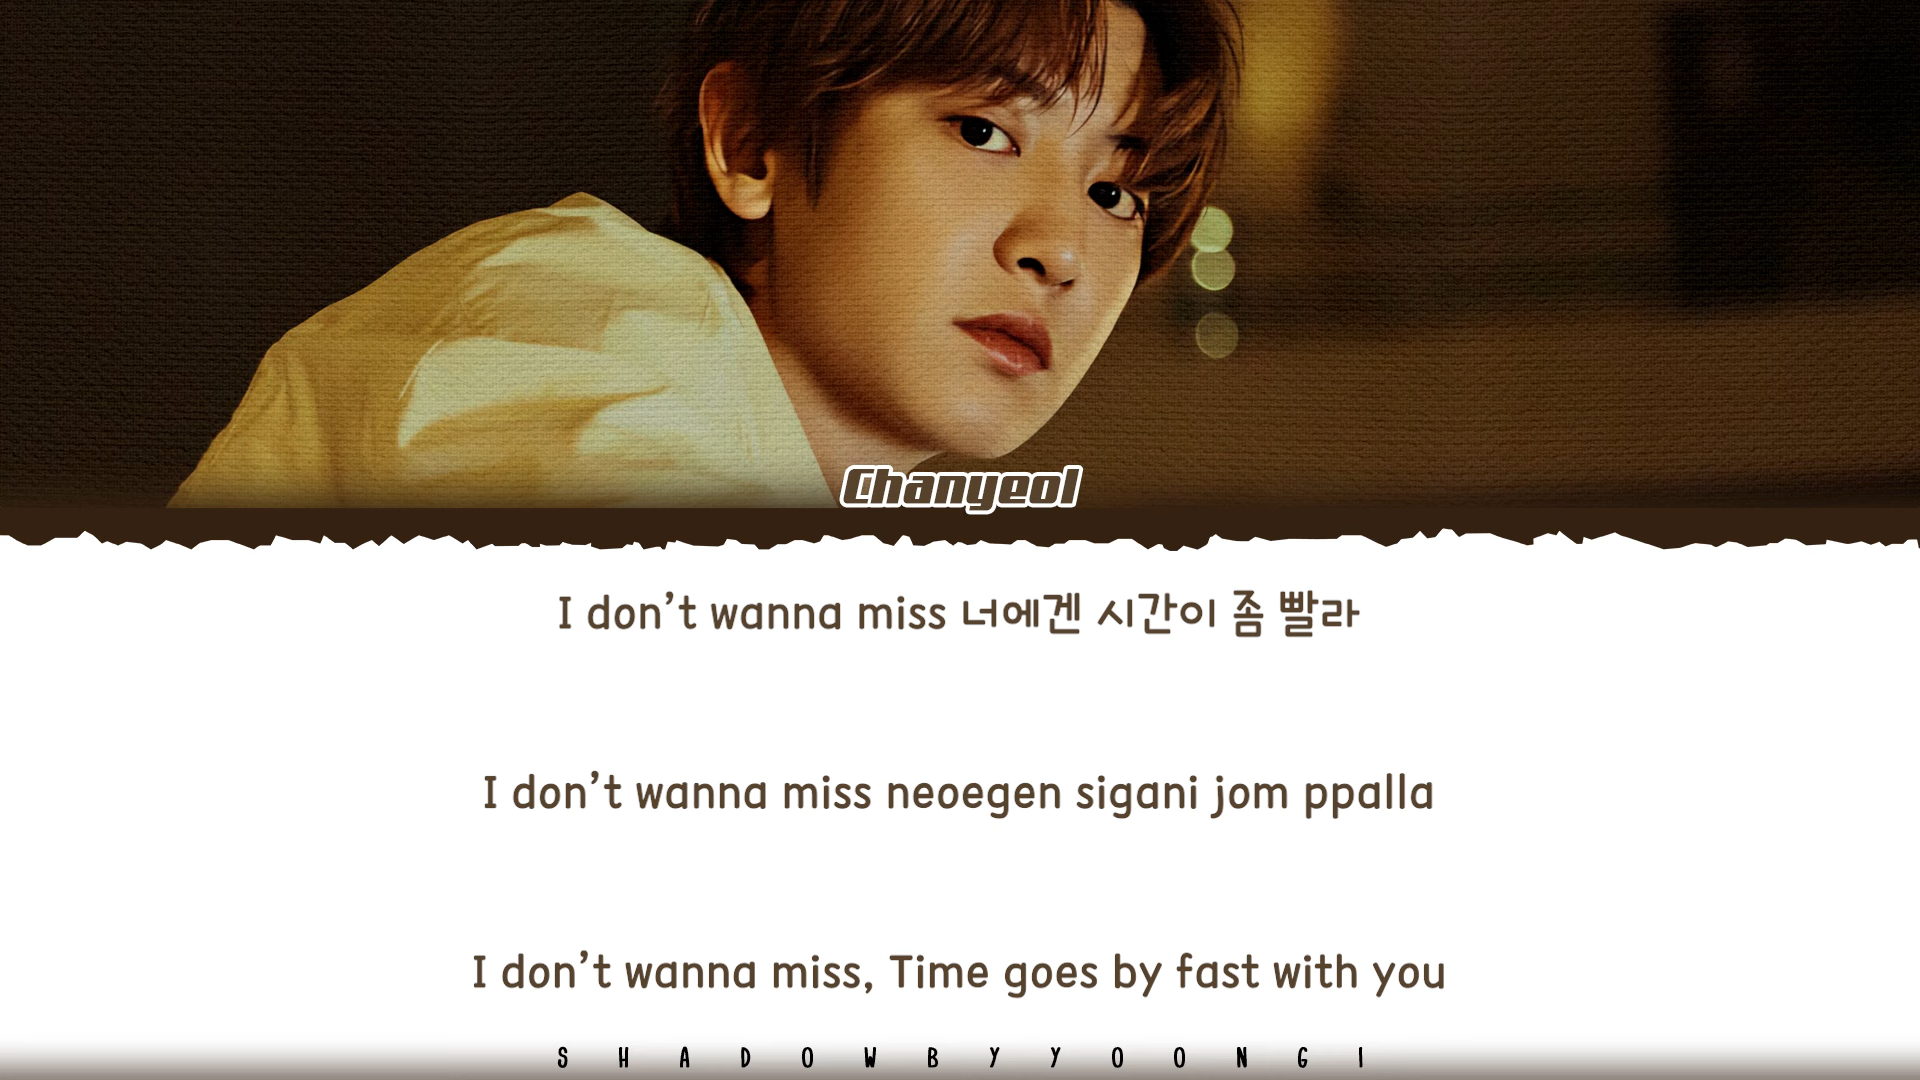 Chanyeol
I don't wanna miss 너에겐 시간이 좀 빨라
I don't wanna miss neoegen sigani jom ppalla
I don't wanna miss, Time goes by fast with you
S H A D O W B Y Y O O N G I